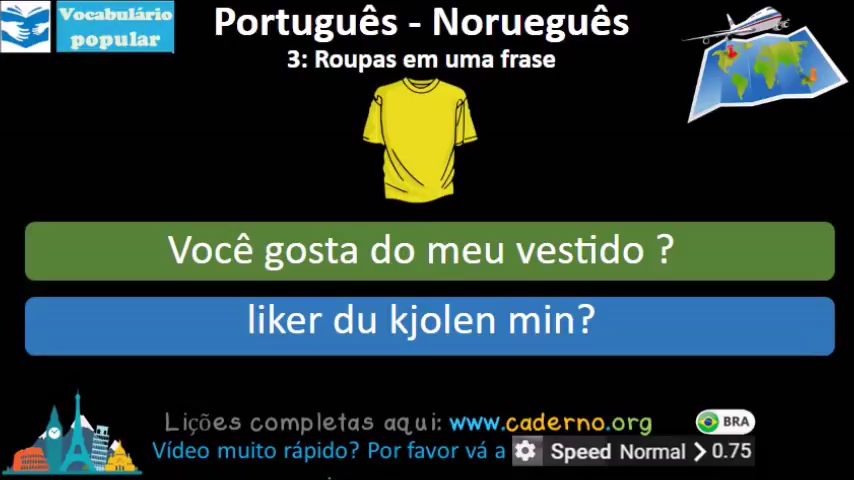 Vocabulário
popular
Português - Norueguês
3: Roupas em uma frase
Você gosta do meu vestido ?
liker du kjolen min?
Lições completas aqui: www.caderno.org
BRA
Vídeo muito rápido? Por favor vá a Speed Normal > 0.75